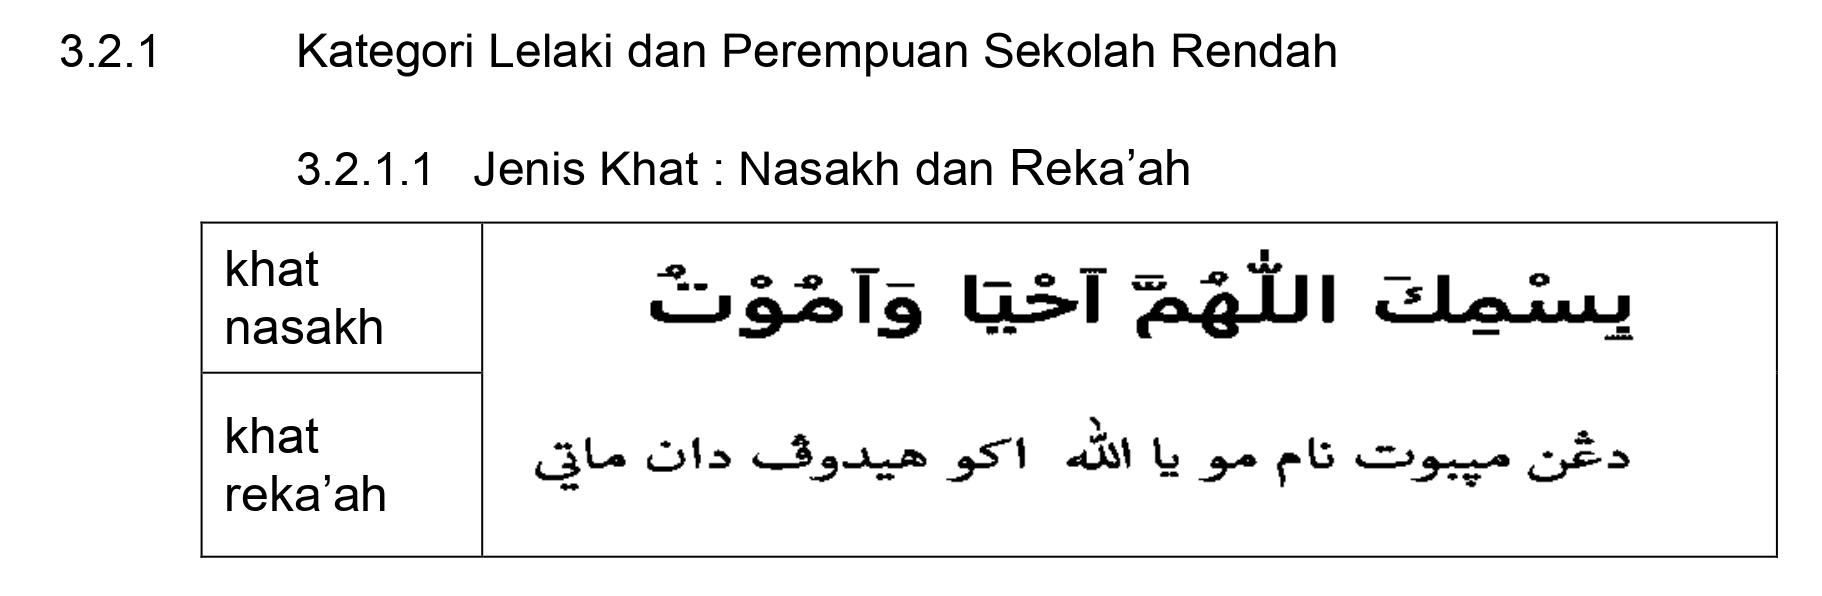 3.2.1 Kategori Lelaki dan Perempuan Sekolah Rendah
3.2.1.1 Jenis Khat : Nasakh dan Reka’ah
khat
nasakh
بِسْمِكَ اللّٰهُمَّ آحْيَا وَآمُوْتُ
khat
reka’ah
دڠن مڽبوت نام مو يا الله اكو هيدوڤ دان ماتي